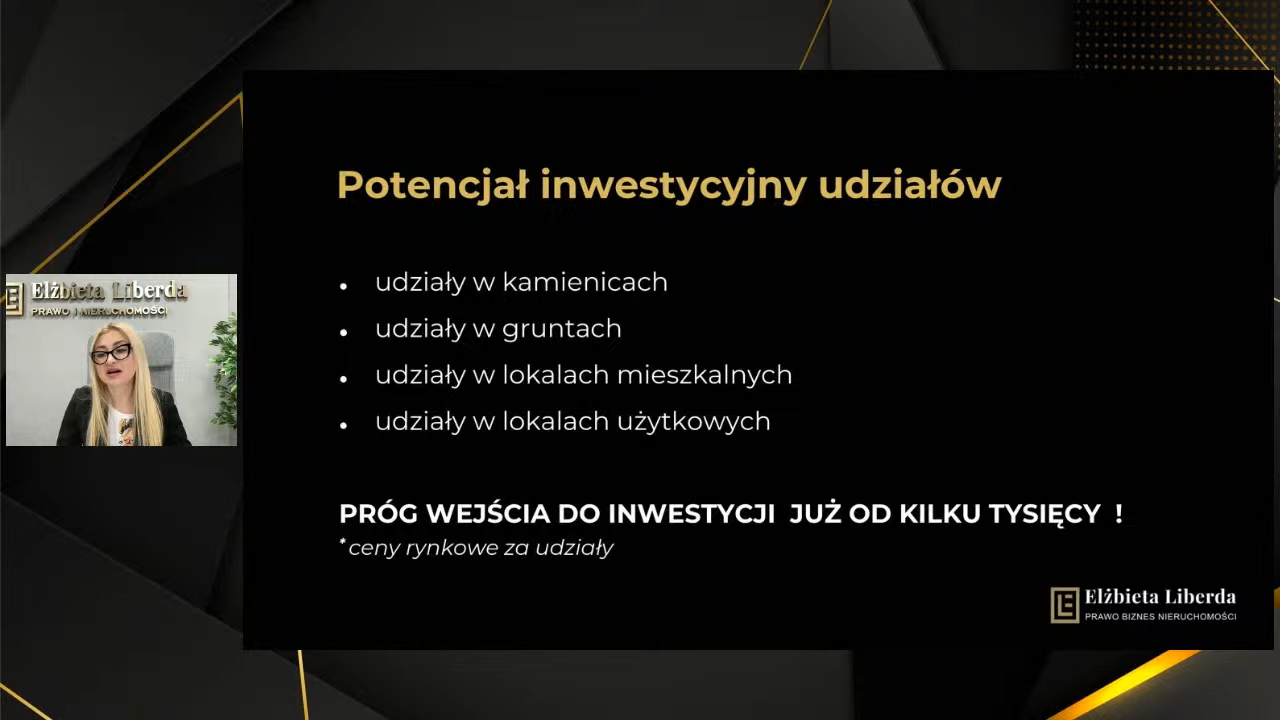 Potencjał inwestycyjny udziałów
• udziały w kamienicach
• udziały w gruntach
• udziały w lokalach mieszkalnych
• udziały w lokalach użytkowych
PRÓG WEJŚCIA DO INWESTYCJI JUŻ OD KILKU TYSIĘCY !
* ceny rynkowe za udziały
Elżbieta Liberda
PRAWO I NIERUCHOMOŚCI
Elżbieta Liberda
PRAWO BIZNES NIERUCHOMOŚCI